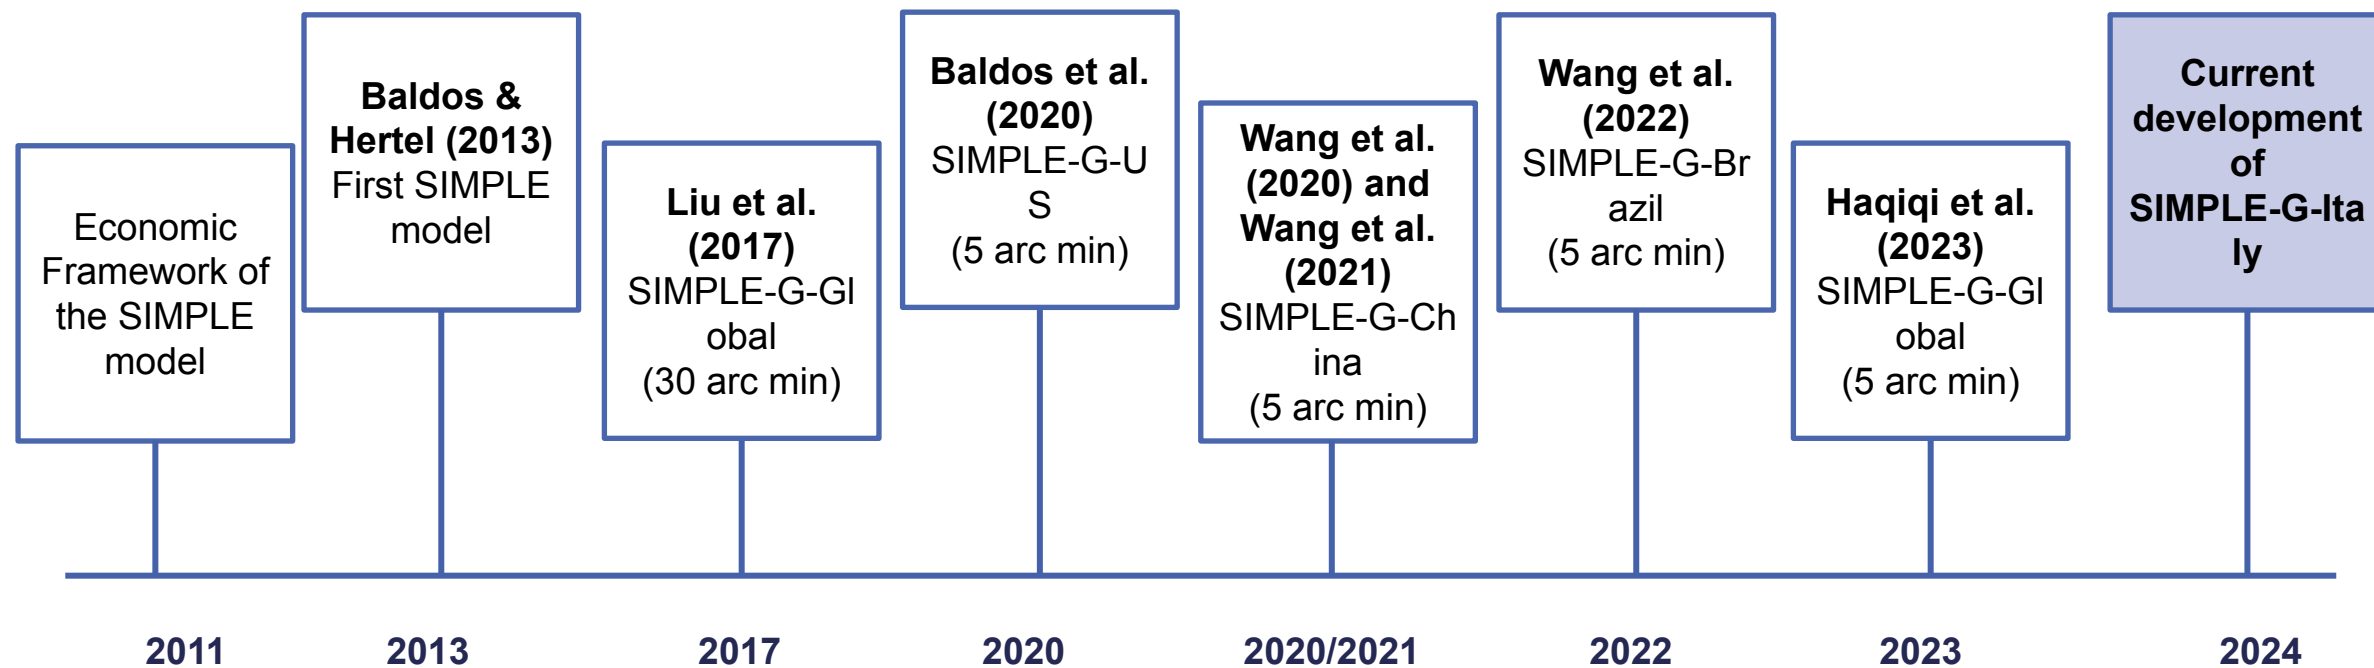 Economic
Framework of
the SIMPLE
model
Baldos &
Hertel (2013)
First SIMPLE
model
Liu et al.
(2017)
SIMPLE-G-Gl
obal
(30 arc min)
Baldos et al.
(2020)
SIMPLE-G-U
S
(5 arc min)
Wang et al.
(2020) and
Wang et al.
(2021)
SIMPLE-G-Ch
ina
(5 arc min)
Wang et al.
(2022)
SIMPLE-G-Br
azil
(5 arc min)
Haqiqi et al.
(2023)
SIMPLE-G-Gl
obal
(5 arc min)
Current
development
of
SIMPLE-G-Ita
ly
2011
2013
2017
2020
2020/2021
2022
2023
2024